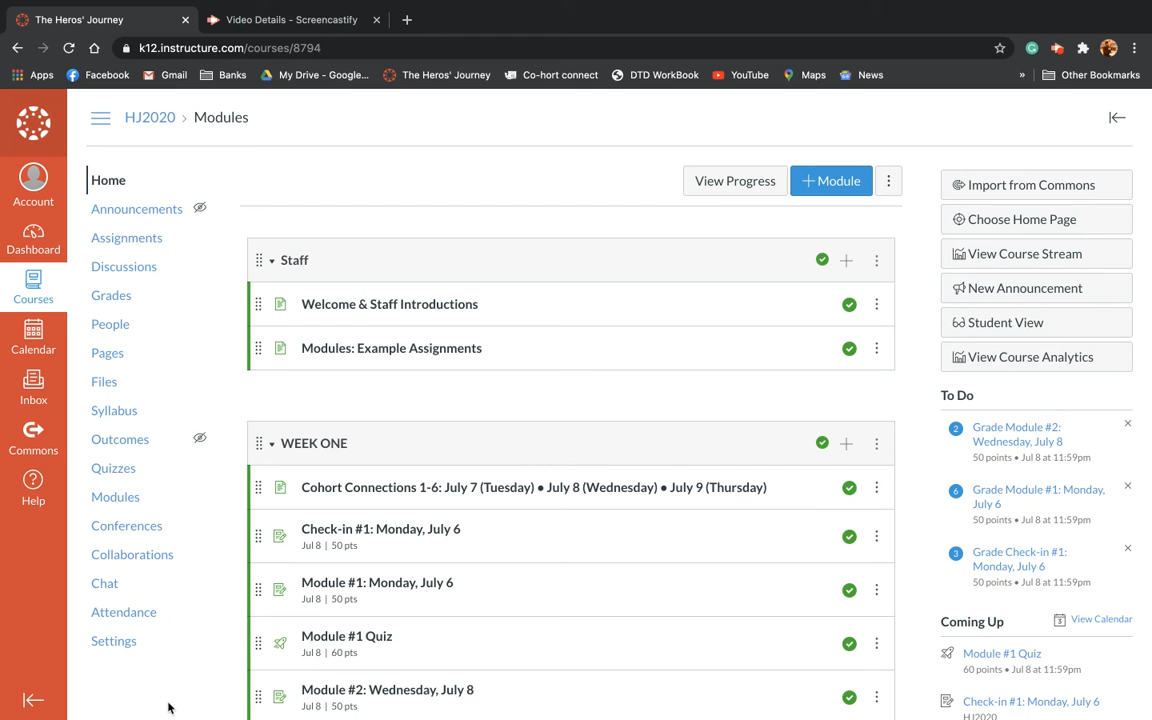 The Heros' Journey
Video Details - Screencastify
k12.instructure.com/courses/8794
Apps
Facebook
Gmail
Banks
My Drive - Google...
The Heros' Journey
Co-hort connect
DTD WorkBook
YouTube
Maps
News
»
Other Bookmarks
HJ2020 › Modules
Account
Dashboard
Courses
Calendar
Inbox
Commons
Help
Home
Announcements
Assignments
Discussions
Grades
People
Pages
Files
Syllabus
Outcomes
Quizzes
Modules
Conferences
Collaborations
Chat
Attendance
Settings
View Progress
+ Module
Staff
Welcome & Staff Introductions
Modules: Example Assignments
WEEK ONE
Cohort Connections 1-6: July 7 (Tuesday) • July 8 (Wednesday) • July 9 (Thursday)
Check-in #1: Monday, July 6
Jul 8 | 50 pts
Module #1: Monday, July 6
Jul 8 | 50 pts
Module #1 Quiz
Jul 8 | 60 pts
Module #2: Wednesday, July 8
Jul 8 | 50 pts
Import from Commons
Choose Home Page
View Course Stream
New Announcement
Student View
View Course Analytics
To Do
2 Grade Module #2:
Wednesday, July 8
50 points • Jul 8 at 11:59pm
6 Grade Module #1: Monday,
July 6
50 points • Jul 8 at 11:59pm
3 Grade Check-in #1:
Monday, July 6
50 points • Jul 8 at 11:59pm
Coming Up
3 View Calendar
Module #1 Quiz
60 points • Jul 8 at 11:59pm
Check-in #1: Monday, July 6
HJ2020